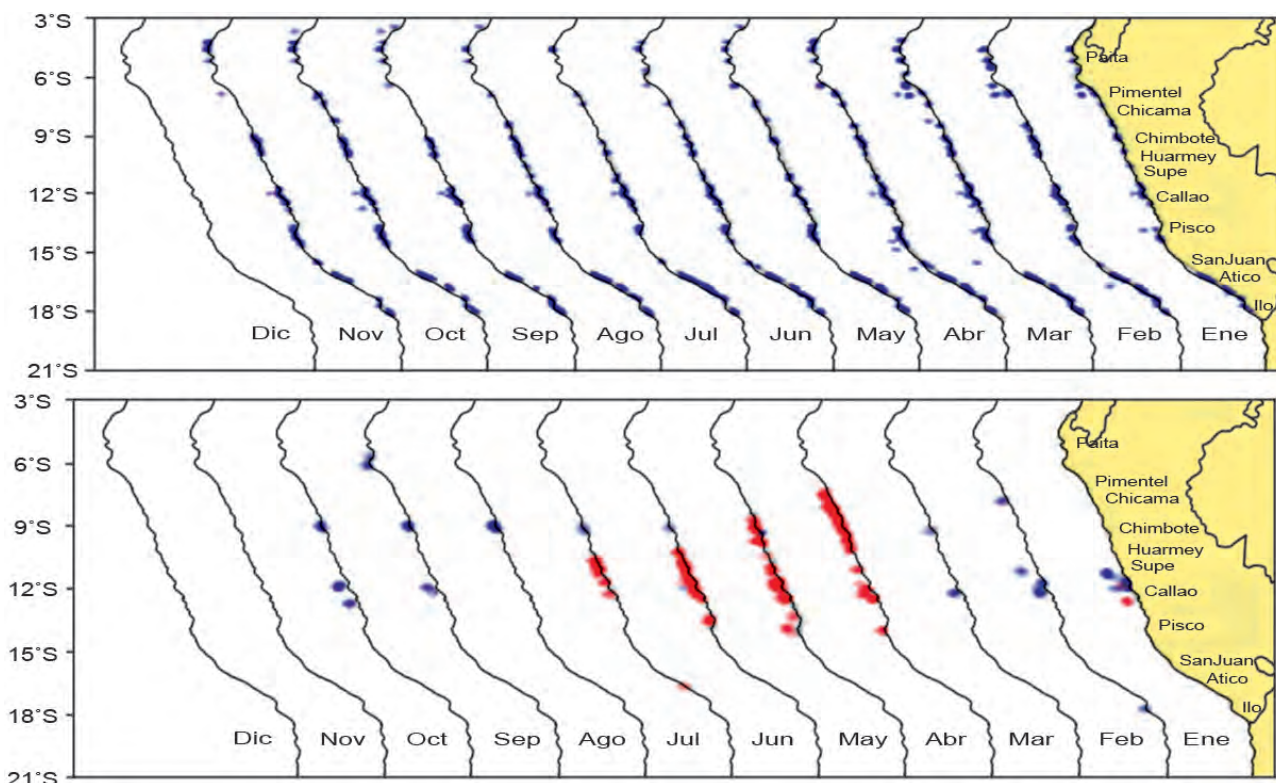 3°S
6°S
9°S
12°S
15°S
18°S
21°S
Paita
Pimentel
Chicama
Chimbote
Huarmey
Supe
Callao
Pisco
SanJuan
Atico
Ilo
Dic Nov Oct Sep Ago Jul Jun May Abr Mar Feb Ene
3°S
6°S
9°S
12°S
15°S
18°S
21°S
Paita
Pimentel
Chicama
Chimbote
Huarmey
Supe
Callao
Pisco
SanJuan
Atico
Ilo
Dic Nov Oct Sep Ago Jul Jun May Abr Mar Feb Ene